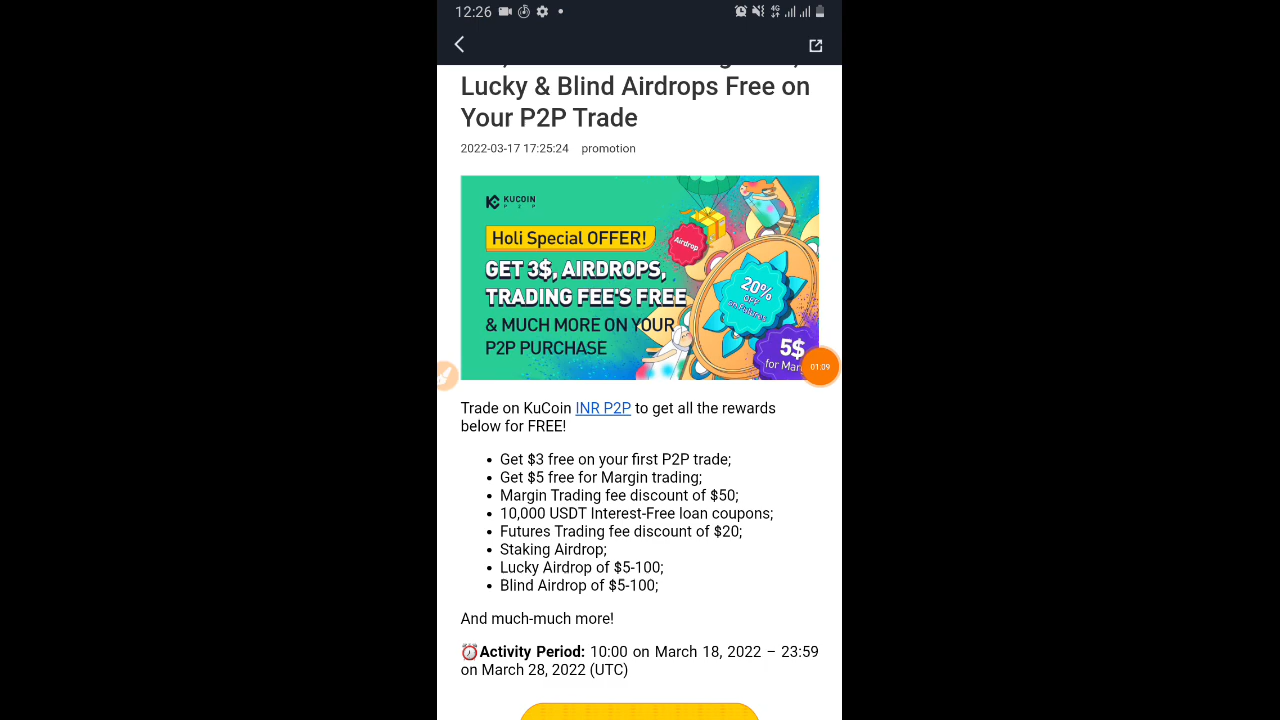 12:26
4G
Lucky & Blind Airdrops Free on
Your P2P Trade
2022-03-17 17:25:24 promotion
KUCOIN
P 2 P
Holi Special OFFER!
Airdrop
GET 3$, AIRDROPS,
TRADING FEE'S FREE
20%
OFF
on Futures
& MUCH MORE ON YOUR
P2P PURCHASE
5$
for Mar
01:09
Trade on KuCoin INR P2P to get all the rewards
below for FREE!
• Get $3 free on your first P2P trade;
• Get $5 free for Margin trading;
• Margin Trading fee discount of $50;
• 10,000 USDT Interest-Free loan coupons;
• Futures Trading fee discount of $20;
• Staking Airdrop;
• Lucky Airdrop of $5-100;
• Blind Airdrop of $5-100;
And much-much more!
⏰Activity Period: 10:00 on March 18, 2022 – 23:59
on March 28, 2022 (UTC)